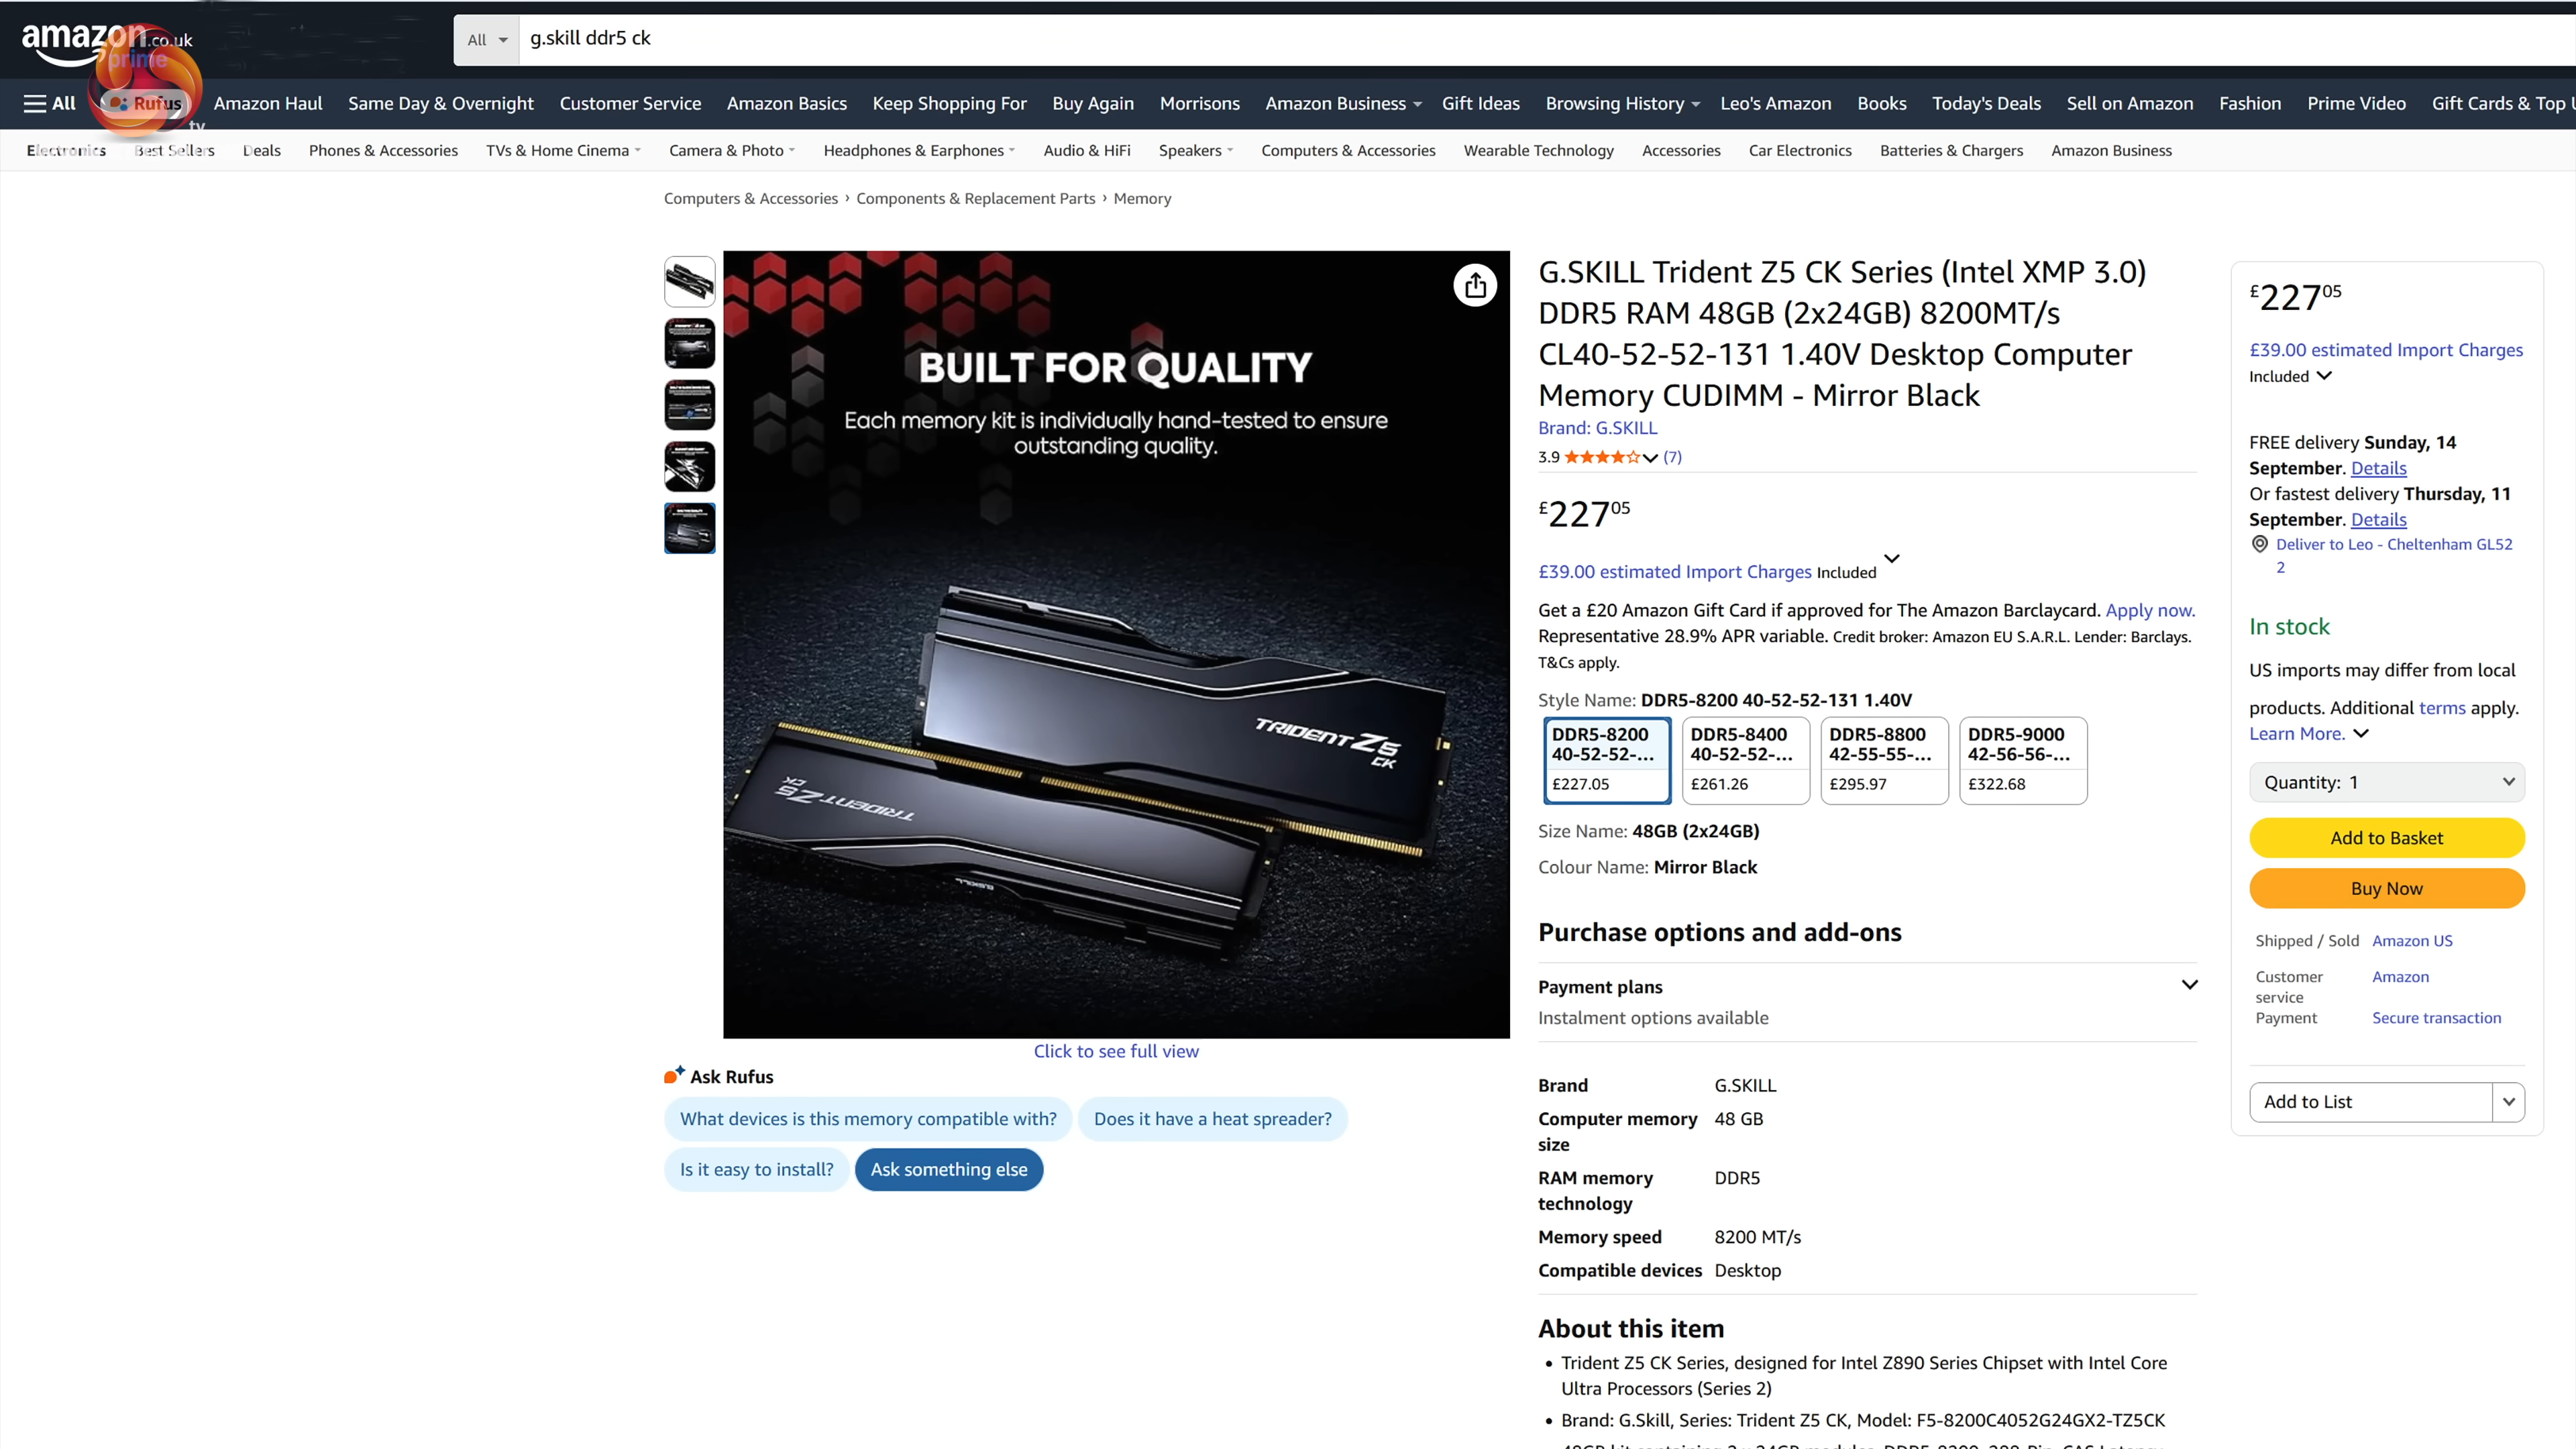 amazon.co.uk
prime
All
g.skill ddr5 ck
All
Rufus
Amazon Haul
Same Day & Overnight
Customer Service
Amazon Basics
Keep Shopping For
Buy Again
Morrisons
Amazon Business
Gift Ideas
Browsing History
Leo's Amazon
Books
Today's Deals
Sell on Amazon
Fashion
Prime Video
Gift Cards & Top
tv
Electronics
Best Sellers
Deals
Phones & Accessories
TVs & Home Cinema
Camera & Photo
Headphones & Earphones
Audio & HiFi
Speakers
Computers & Accessories
Wearable Technology
Accessories
Car Electronics
Batteries & Chargers
Amazon Business
Computers & Accessories › Components & Replacement Parts › Memory
BUILT FOR QUALITY
Each memory kit is individually hand-tested to ensure
outstanding quality.
TRIDENT Z5
CK
TRIDENT Z5
CK
G.SKILL
Click to see full view
Ask Rufus
What devices is this memory compatible with?
Does it have a heat spreader?
Is it easy to install?
Ask something else
G.SKILL Trident Z5 CK Series (Intel XMP 3.0)
DDR5 RAM 48GB (2x24GB) 8200MT/s
CL40-52-52-131 1.40V Desktop Computer
Memory CUDIMM - Mirror Black
Brand: G.SKILL
3.9 (7)
£22705
£39.00 estimated Import Charges Included
Get a £20 Amazon Gift Card if approved for The Amazon Barclaycard. Apply now.
Representative 28.9% APR variable. Credit broker: Amazon EU S.A.R.L. Lender: Barclays.
T&Cs apply.
Style Name: DDR5-8200 40-52-52-131 1.40V
DDR5-8200
40-52-52-...
£227.05
DDR5-8400
40-52-52-...
£261.26
DDR5-8800
42-55-55-...
£295.97
DDR5-9000
42-56-56-...
£322.68
Size Name: 48GB (2x24GB)
Colour Name: Mirror Black
Purchase options and add-ons
Payment plans
Instalment options available
Brand G.SKILL
Computer memory 48 GB
size
RAM memory DDR5
technology
Memory speed 8200 MT/s
Compatible devices Desktop
About this item
• Trident Z5 CK Series, designed for Intel Z890 Series Chipset with Intel Core
Ultra Processors (Series 2)
• Brand: G.Skill, Series: Trident Z5 CK, Model: F5-8200C4052G24GX2-TZ5CK
£22705
£39.00 estimated Import Charges
Included
FREE delivery Sunday, 14
September. Details
Or fastest delivery Thursday, 11
September. Details
Deliver to Leo - Cheltenham GL52
2
In stock
US imports may differ from local
products. Additional terms apply.
Learn More.
Quantity: 1
Add to Basket
Buy Now
Shipped / Sold Amazon US
Customer Amazon
service
Payment Secure transaction
Add to List